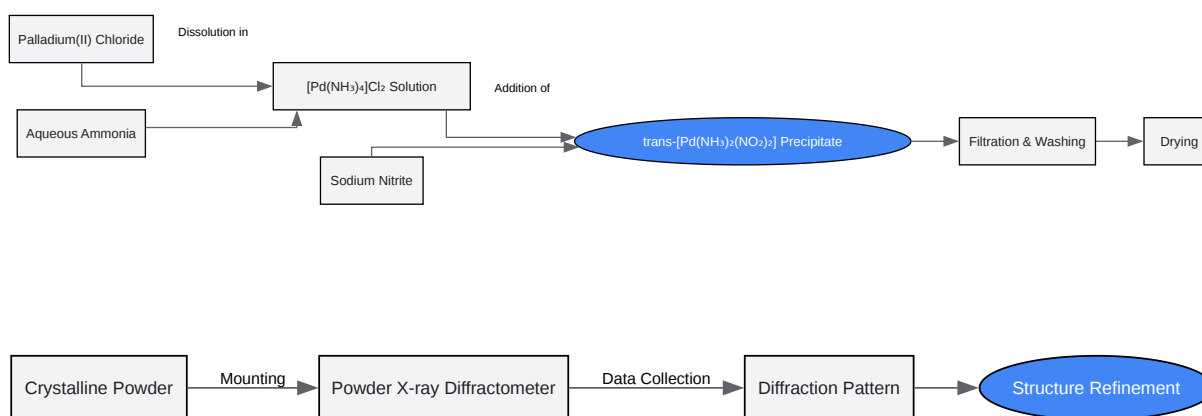 Palladium(II) Chloride
Dissolution in
[Pd(NH₃)₄]Cl₂ Solution
Addition of
Aqueous Ammonia
trans-[Pd(NH₃)₂(NO₂)₂] Precipitate
Filtration & Washing
Drying
Sodium Nitrite
Crystalline Powder
Mounting
Powder X-ray Diffractometer
Data Collection
Diffraction Pattern
Structure Refinement